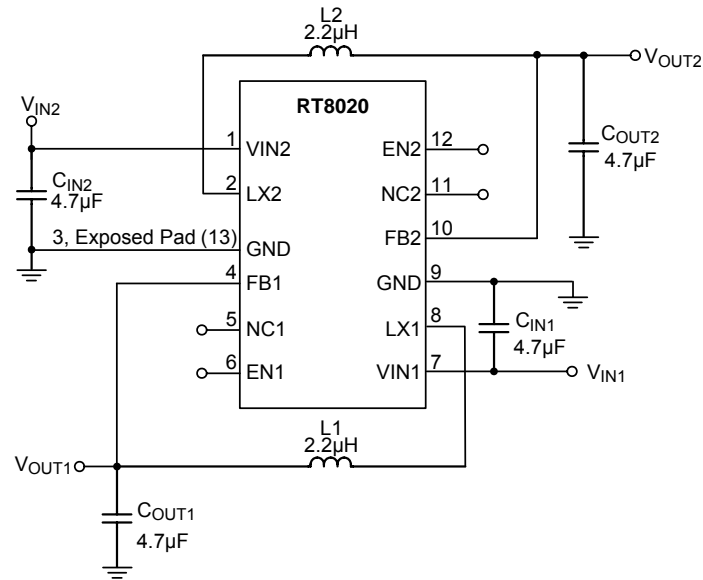 L2
2.2µH
VOUT2
RT8020
VIN2
1 VIN2
EN2 12
COUT2
4.7µF
CIN2
4.7µF
2 LX2
NC2 11
3, Exposed Pad (13) GND
FB2 10
4 FB1
GND 9
5 NC1
LX1 8
CIN1
4.7µF
6 EN1
VIN1 7
VIN1
L1
2.2µH
VOUT1
COUT1
4.7µF